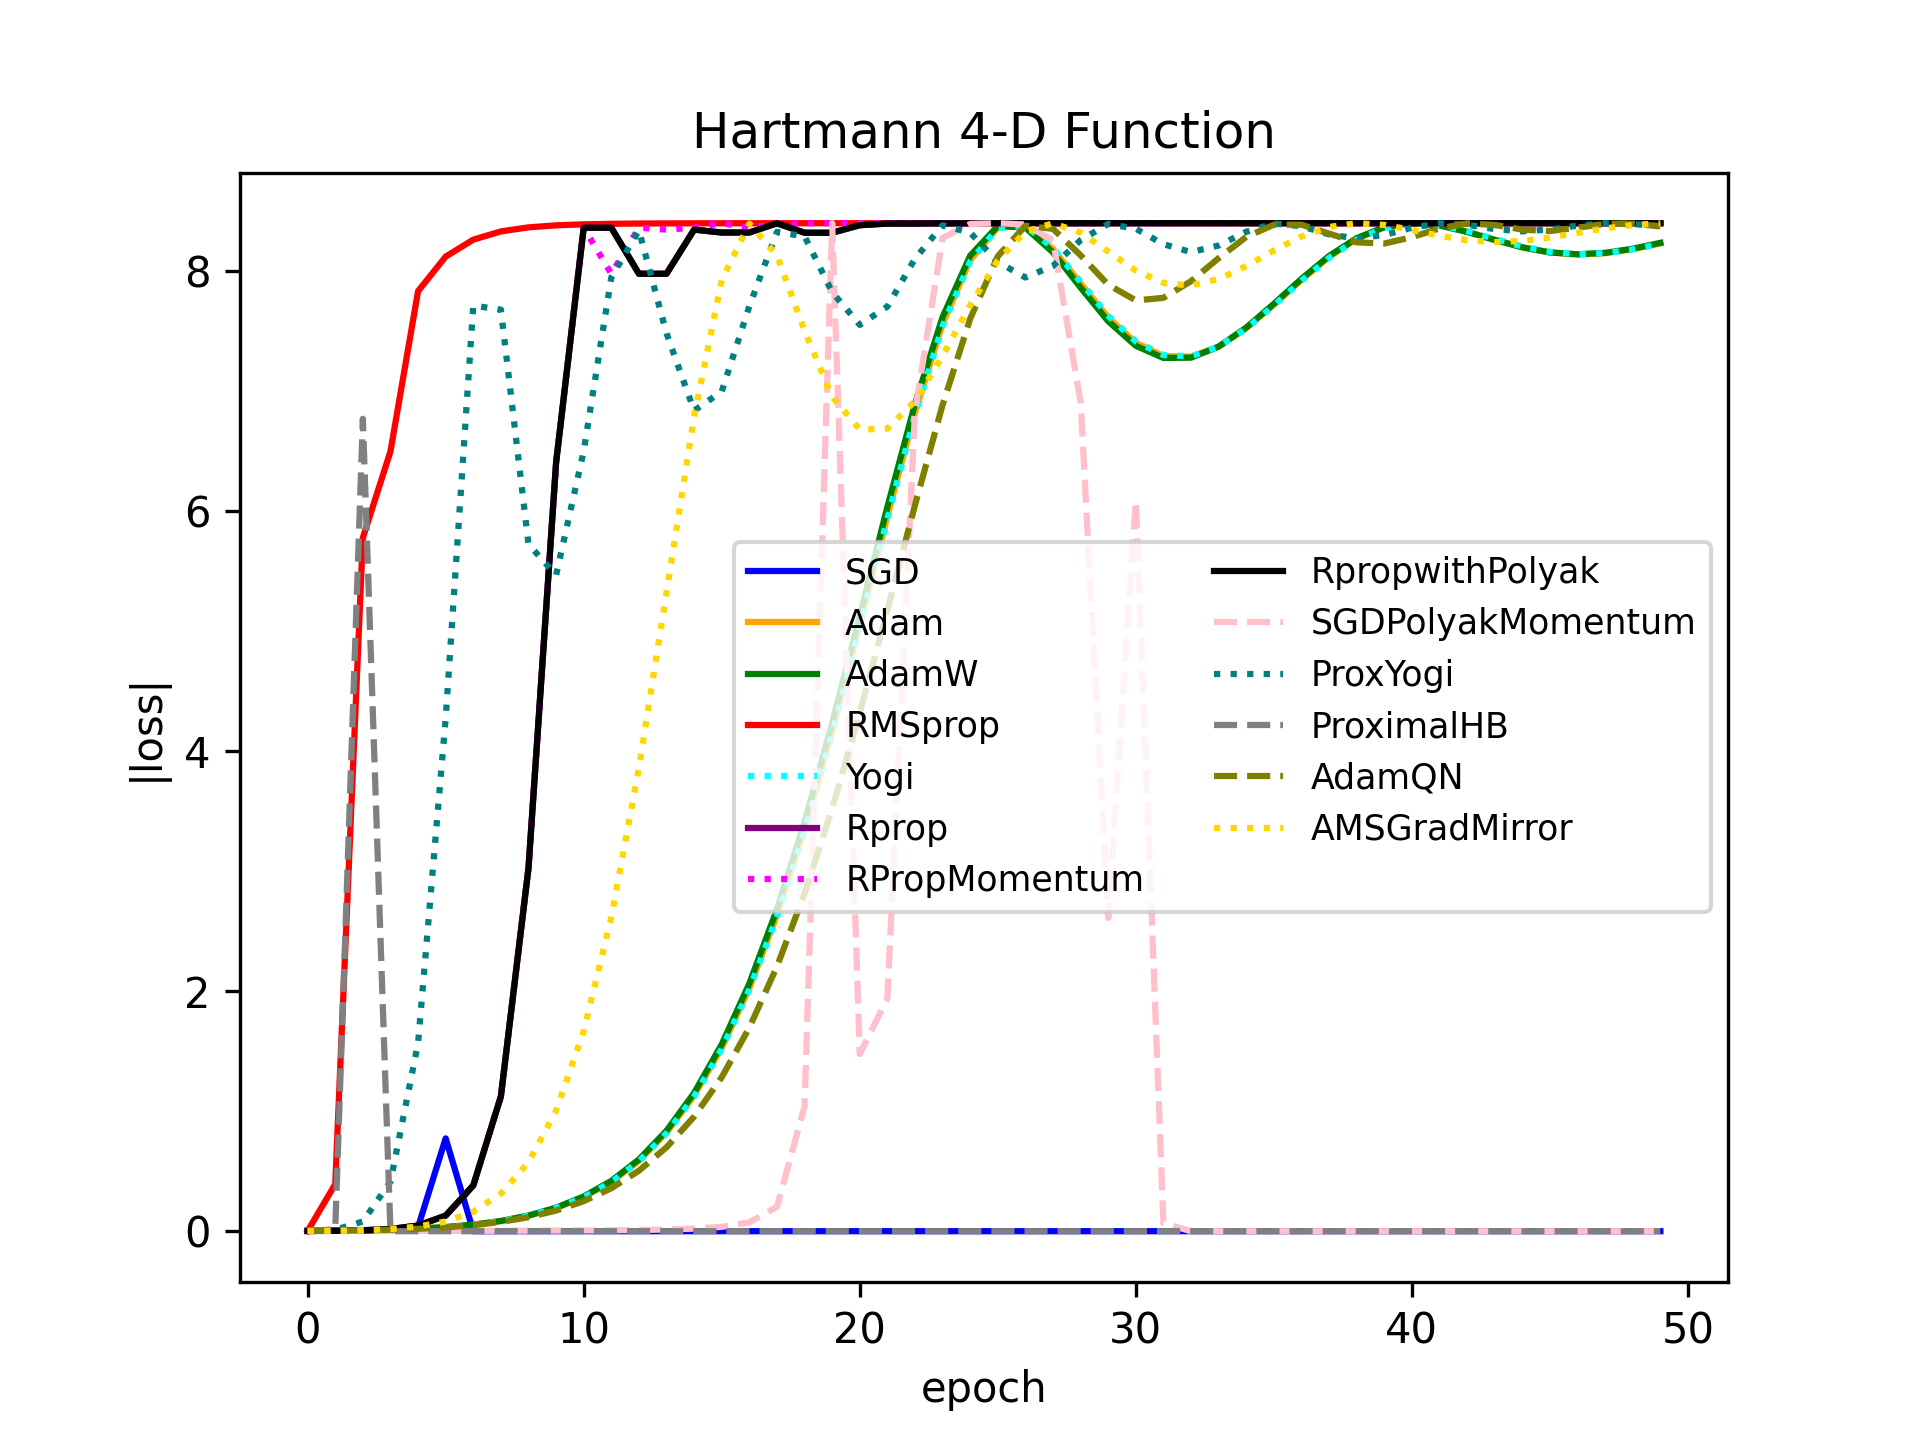 Hartmann 4-D Function
|loss|
8
6
4
2
0
SGD
Adam
AdamW
RMSprop
Yogi
Rprop
RPropMomentum
RpropwithPolyak
SGDPolyakMomentum
ProxYogi
ProximalHB
AdamQN
AMSGradMirror
0 10 20 30 40 50
epoch